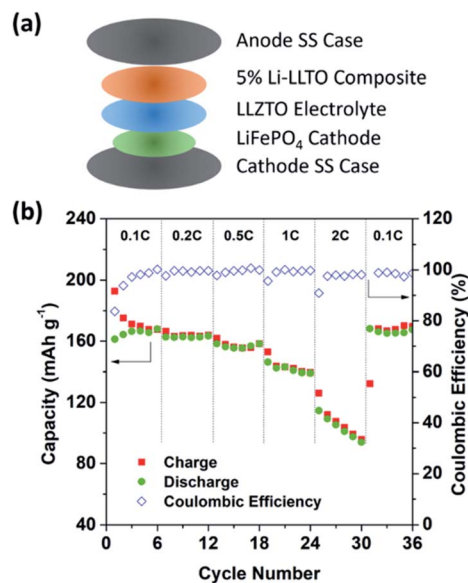 (a)
Anode SS Case
5% Li-LLTO Composite
LLZTO Electrolyte
LiFePO₄ Cathode
Cathode SS Case
(b)
240
200
160
120
80
40
Capacity (mAh g⁻¹)
0.1C 0.2C 0.5C 1C 2C 0.1C
Charge
Discharge
Coulombic Efficiency
120
100
80
60
40
20
0
Coulombic Efficiency (%)
0 6 12 18 24 30 36
Cycle Number